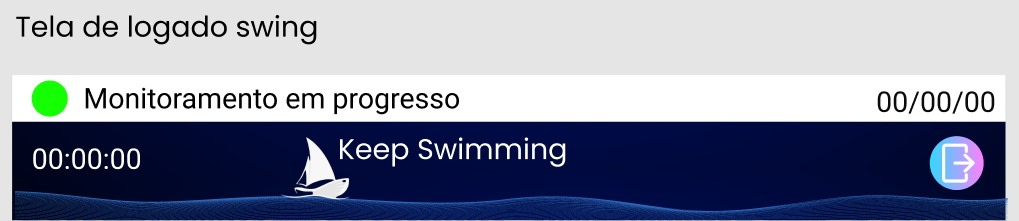 Tela de logado swing
Monitoramento em progresso
00/00/00
00:00:00
Keep Swimming